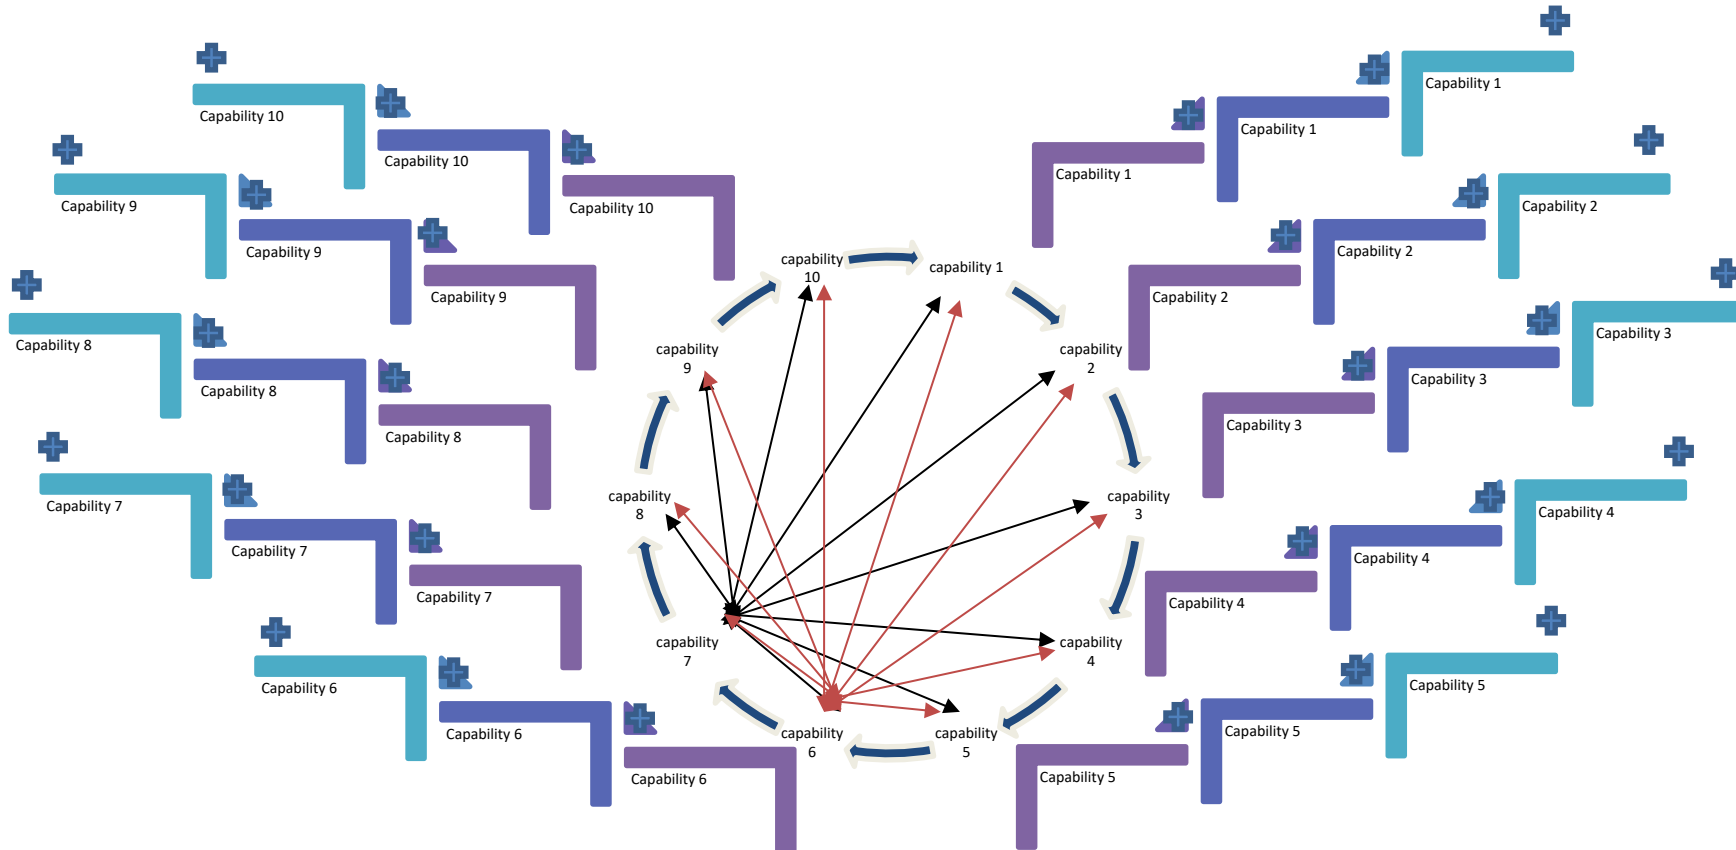 Capability 1
Capability 10
Capability 1
Capability 10
Capability 1
Capability 9
Capability 10
Capability 2
Capability 9
Capability 2
Capability 9
Capability 2
capability
10
capability 1
Capability 8
Capability 3
Capability 8
Capability 3
Capability 8
Capability 3
capability
9
capability
2
capability
8
capability
3
Capability 7
Capability 4
Capability 7
Capability 4
Capability 7
Capability 4
capability
7
capability
4
Capability 6
Capability 5
Capability 6
Capability 5
Capability 6
Capability 5
capability
6
capability
5